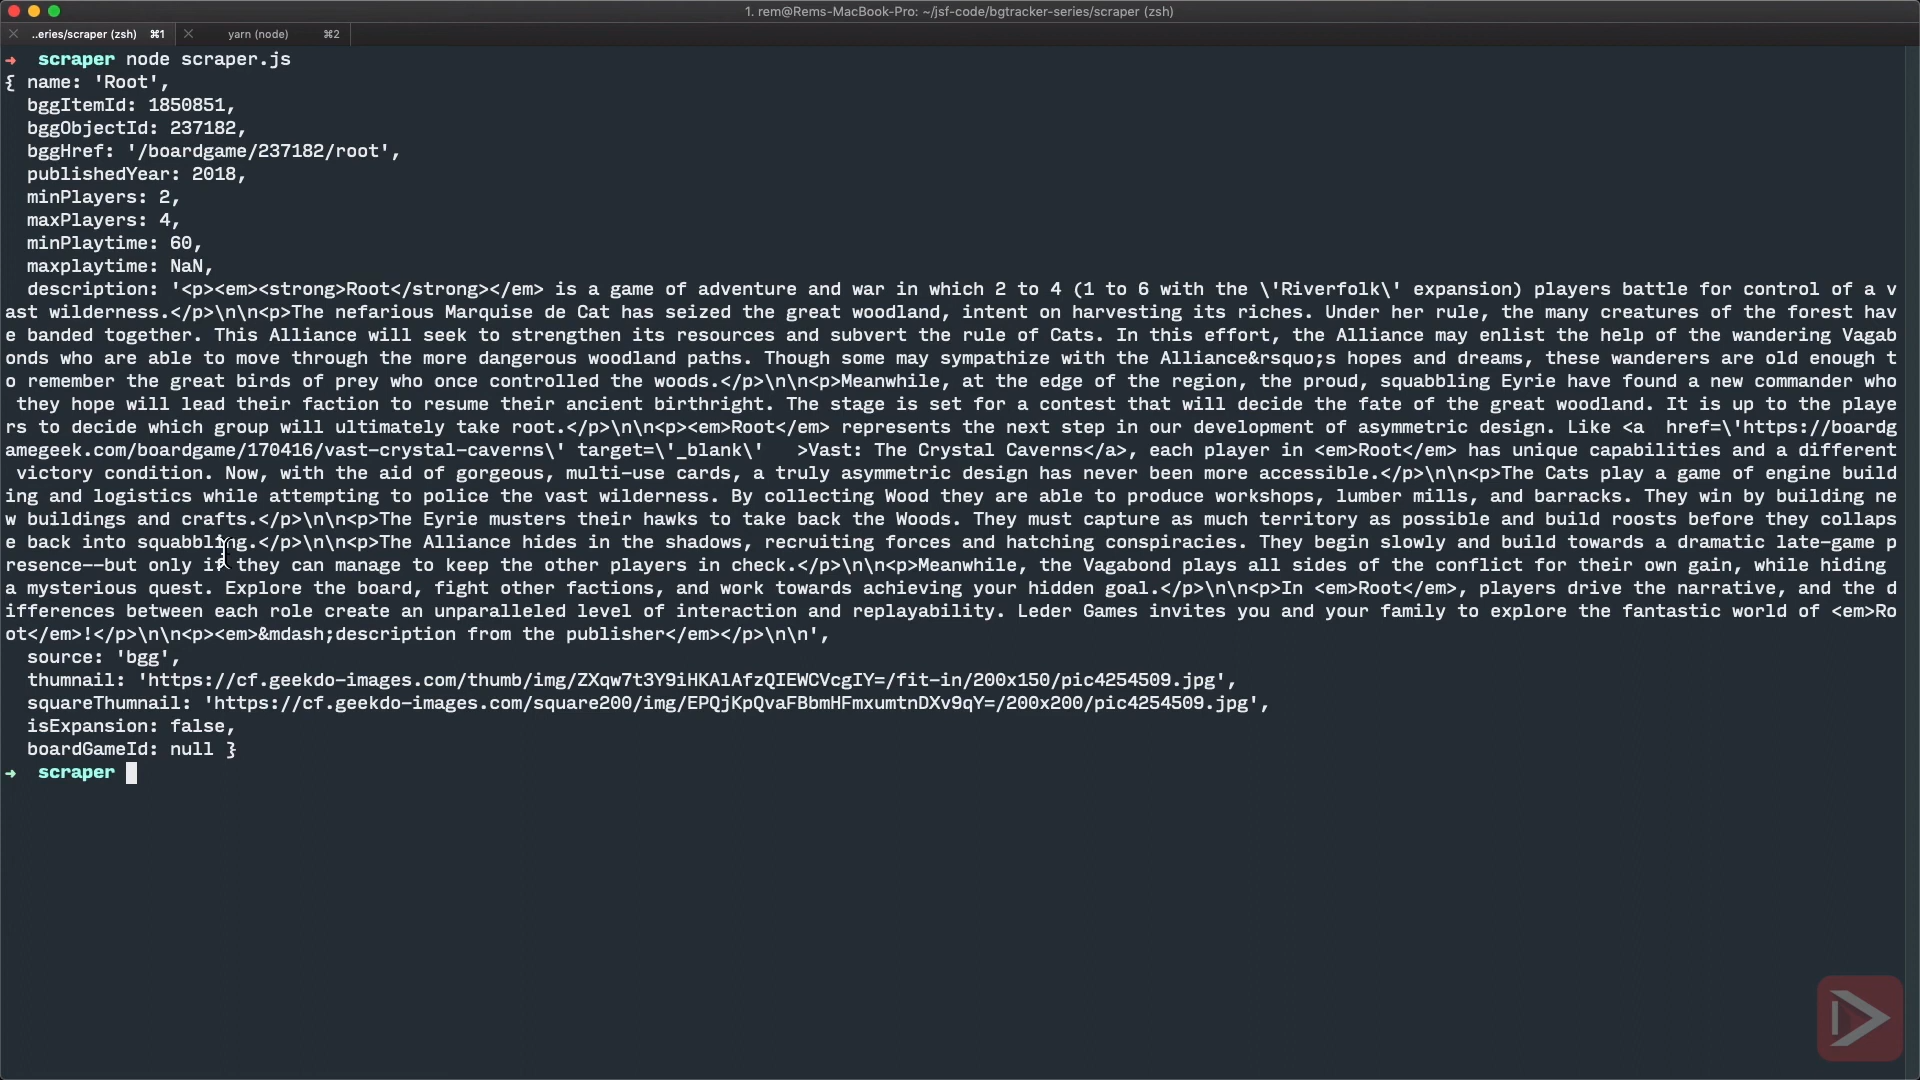 1. rem@Rems-MacBook-Pro: ~/jsf-code/bgtracker-series/scraper (zsh)
..eries/scraper (zsh) ⌘1 yarn (node) ⌘2
➜ scraper node scraper.js
{ name: 'Root',
  bggItemId: 1850851,
  bggObjectId: 237182,
  bggHref: '/boardgame/237182/root',
  publishedYear: 2018,
  minPlayers: 2,
  maxPlayers: 4,
  minPlaytime: 60,
  maxplaytime: NaN,
  description: '<p><em><strong>Root</strong></em> is a game of adventure and war in which 2 to 4 (1 to 6 with the \'Riverfolk\' expansion) players battle for control of a v
ast wilderness.</p>\n\n<p>The nefarious Marquise de Cat has seized the great woodland, intent on harvesting its riches. Under her rule, the many creatures of the forest hav
e banded together. This Alliance will seek to strengthen its resources and subvert the rule of Cats. In this effort, the Alliance may enlist the help of the wandering Vagab
onds who are able to move through the more dangerous woodland paths. Though some may sympathize with the Alliance&rsquo;s hopes and dreams, these wanderers are old enough t
o remember the great birds of prey who once controlled the woods.</p>\n\n<p>Meanwhile, at the edge of the region, the proud, squabbling Eyrie have found a new commander who
 they hope will lead their faction to resume their ancient birthright. The stage is set for a contest that will decide the fate of the great woodland. It is up to the playe
rs to decide which group will ultimately take root.</p>\n\n<p><em>Root</em> represents the next step in our development of asymmetric design. Like <a  href=\'https://boardg
amegeek.com/boardgame/170416/vast-crystal-caverns\' target=\'_blank\'   >Vast: The Crystal Caverns</a>, each player in <em>Root</em> has unique capabilities and a different
 victory condition. Now, with the aid of gorgeous, multi-use cards, a truly asymmetric design has never been more accessible.</p>\n\n<p>The Cats play a game of engine build
ing and logistics while attempting to police the vast wilderness. By collecting Wood they are able to produce workshops, lumber mills, and barracks. They win by building ne
w buildings and crafts.</p>\n\n<p>The Eyrie musters their hawks to take back the Woods. They must capture as much territory as possible and build roosts before they collaps
e back into squabbling.</p>\n\n<p>The Alliance hides in the shadows, recruiting forces and hatching conspiracies. They begin slowly and build towards a dramatic late-game p
resence--but only if they can manage to keep the other players in check.</p>\n\n<p>Meanwhile, the Vagabond plays all sides of the conflict for their own gain, while hiding 
a mysterious quest. Explore the board, fight other factions, and work towards achieving your hidden goal.</p>\n\n<p>In <em>Root</em>, players drive the narrative, and the d
ifferences between each role create an unparalleled level of interaction and replayability. Leder Games invites you and your family to explore the fantastic world of <em>Ro
ot</em>!</p>\n\n<p><em>&mdash;description from the publisher</em></p>\n\n',
  source: 'bgg',
  thumnail: 'https://cf.geekdo-images.com/thumb/img/ZXqw7t3Y9iHKAlAfzQIEWCVcgIY=/fit-in/200x150/pic4254509.jpg',
  squareThumnail: 'https://cf.geekdo-images.com/square200/img/EPQjKpQvaFBbmHFmxumtnDXv9qY=/200x200/pic4254509.jpg',
  isExpansion: false,
  boardGameId: null }
➜ scraper